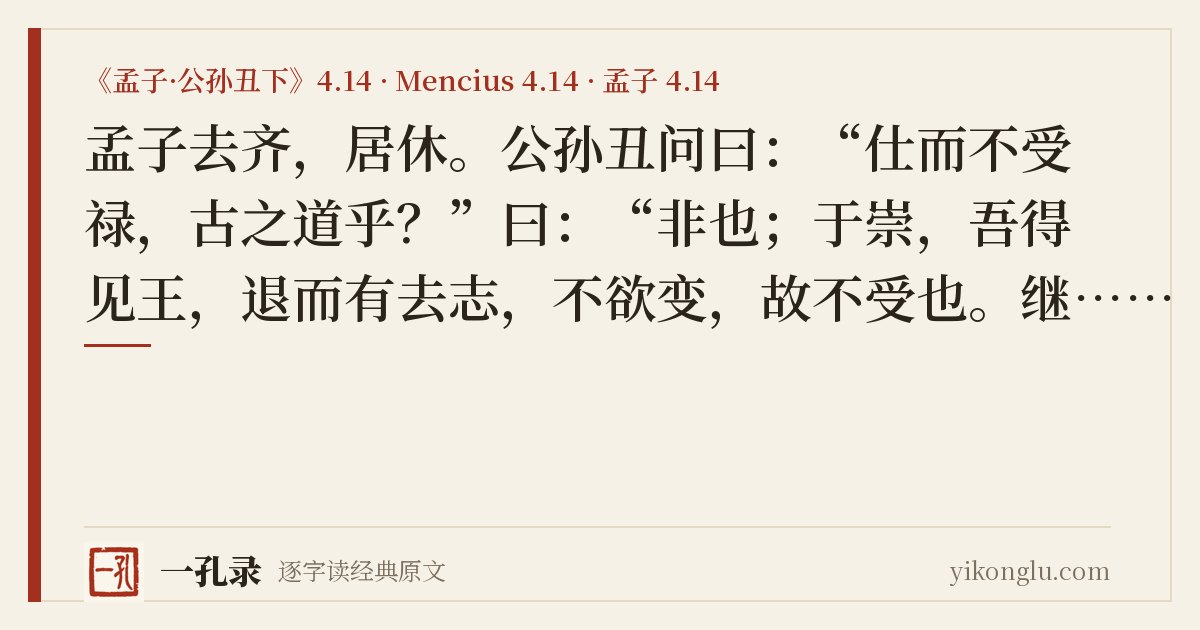 《孟子·公孙丑下》4.14 · Mencius 4.14 · 孟子 4.14
孟子去齐，居休。公孙丑问曰：“仕而不受
禄，古之道乎？”曰：“非也；于崇，吾得
见王，退而有去志，不欲变，故不受也。继……
一孔
一孔录 逐字读经典原文
yikonglu.com